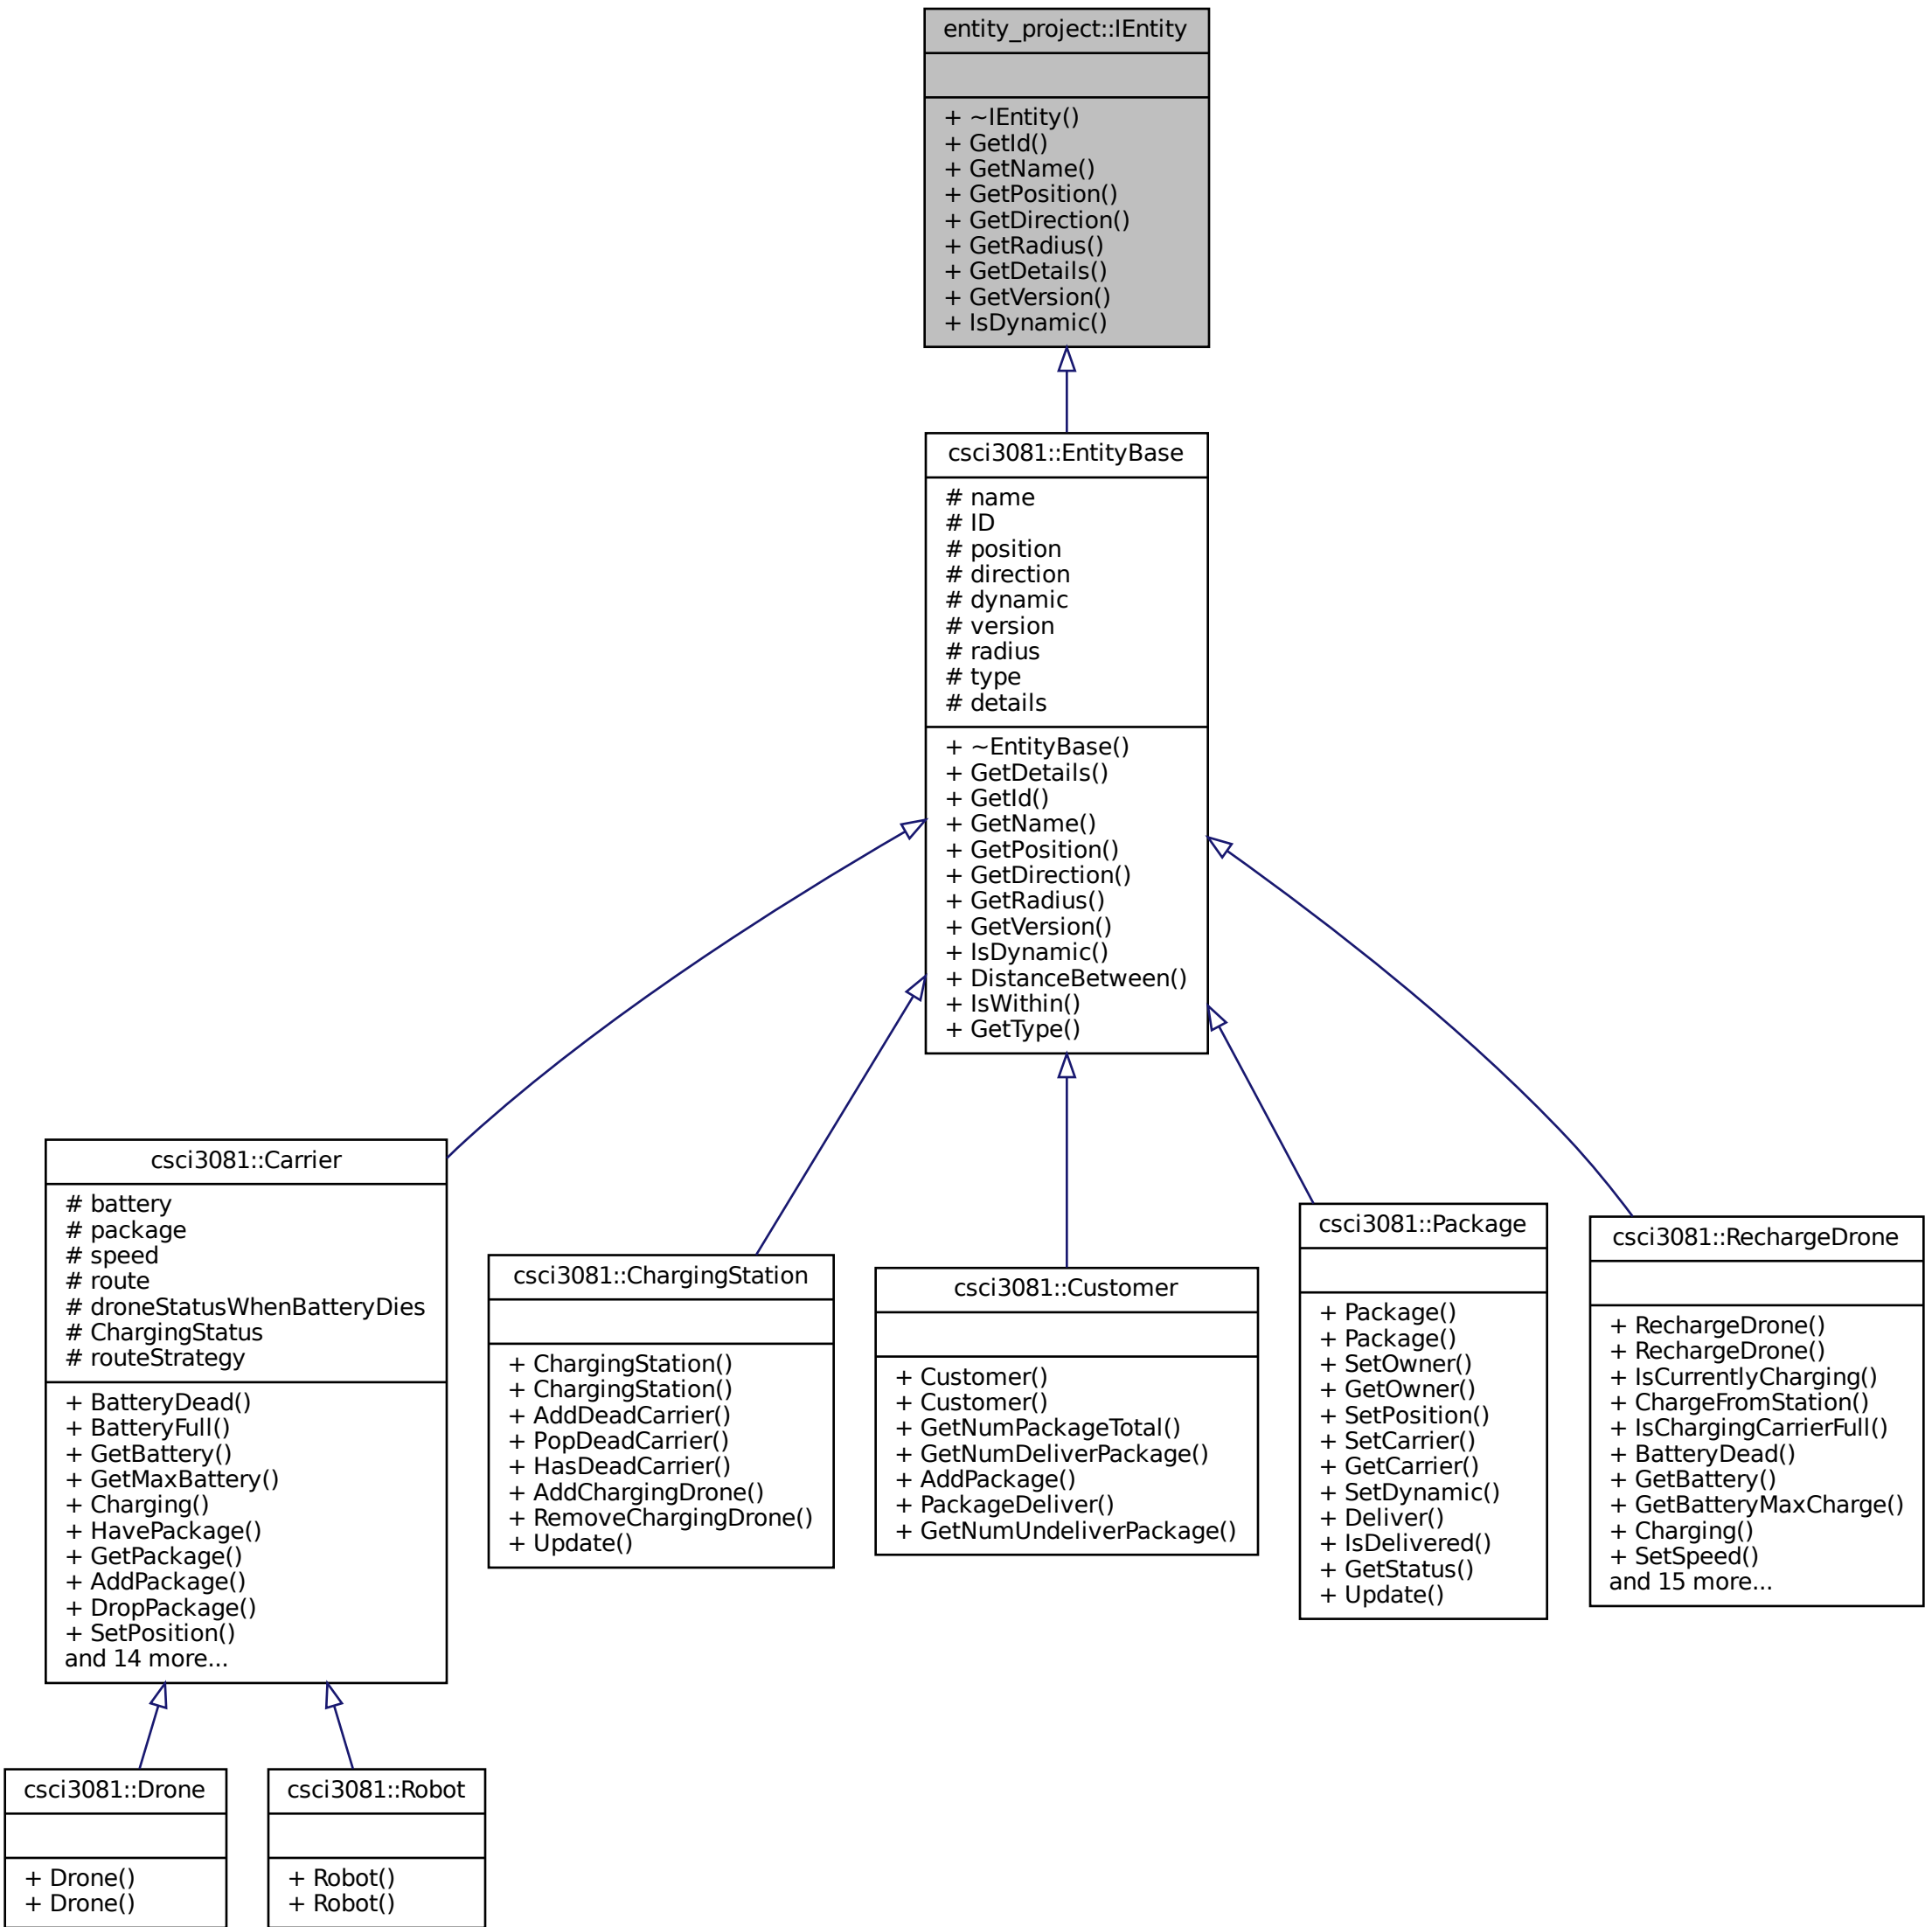 entity_project::IEntity
+ ~IEntity()
+ GetId()
+ GetName()
+ GetPosition()
+ GetDirection()
+ GetRadius()
+ GetDetails()
+ GetVersion()
+ IsDynamic()
csci3081::EntityBase
# name
# ID
# position
# direction
# dynamic
# version
# radius
# type
# details
+ ~EntityBase()
+ GetDetails()
+ GetId()
+ GetName()
+ GetPosition()
+ GetDirection()
+ GetRadius()
+ GetVersion()
+ IsDynamic()
+ DistanceBetween()
+ IsWithin()
+ GetType()
csci3081::Carrier
# battery
# package
# speed
# route
# droneStatusWhenBatteryDies
# ChargingStatus
# routeStrategy
+ BatteryDead()
+ BatteryFull()
+ GetBattery()
+ GetMaxBattery()
+ Charging()
+ HavePackage()
+ GetPackage()
+ AddPackage()
+ DropPackage()
+ SetPosition()
and 14 more...
csci3081::ChargingStation
+ ChargingStation()
+ ChargingStation()
+ AddDeadCarrier()
+ PopDeadCarrier()
+ HasDeadCarrier()
+ AddChargingDrone()
+ RemoveChargingDrone()
+ Update()
csci3081::Customer
+ Customer()
+ Customer()
+ GetNumPackageTotal()
+ GetNumDeliverPackage()
+ AddPackage()
+ PackageDeliver()
+ GetNumUndeliverPackage()
csci3081::Package
+ Package()
+ Package()
+ SetOwner()
+ GetOwner()
+ SetPosition()
+ SetCarrier()
+ GetCarrier()
+ SetDynamic()
+ Deliver()
+ IsDelivered()
+ GetStatus()
+ Update()
csci3081::RechargeDrone
+ RechargeDrone()
+ RechargeDrone()
+ IsCurrentlyCharging()
+ ChargeFromStation()
+ IsChargingCarrierFull()
+ BatteryDead()
+ GetBattery()
+ GetBatteryMaxCharge()
+ Charging()
+ SetSpeed()
and 15 more...
csci3081::Drone
+ Drone()
+ Drone()
csci3081::Robot
+ Robot()
+ Robot()